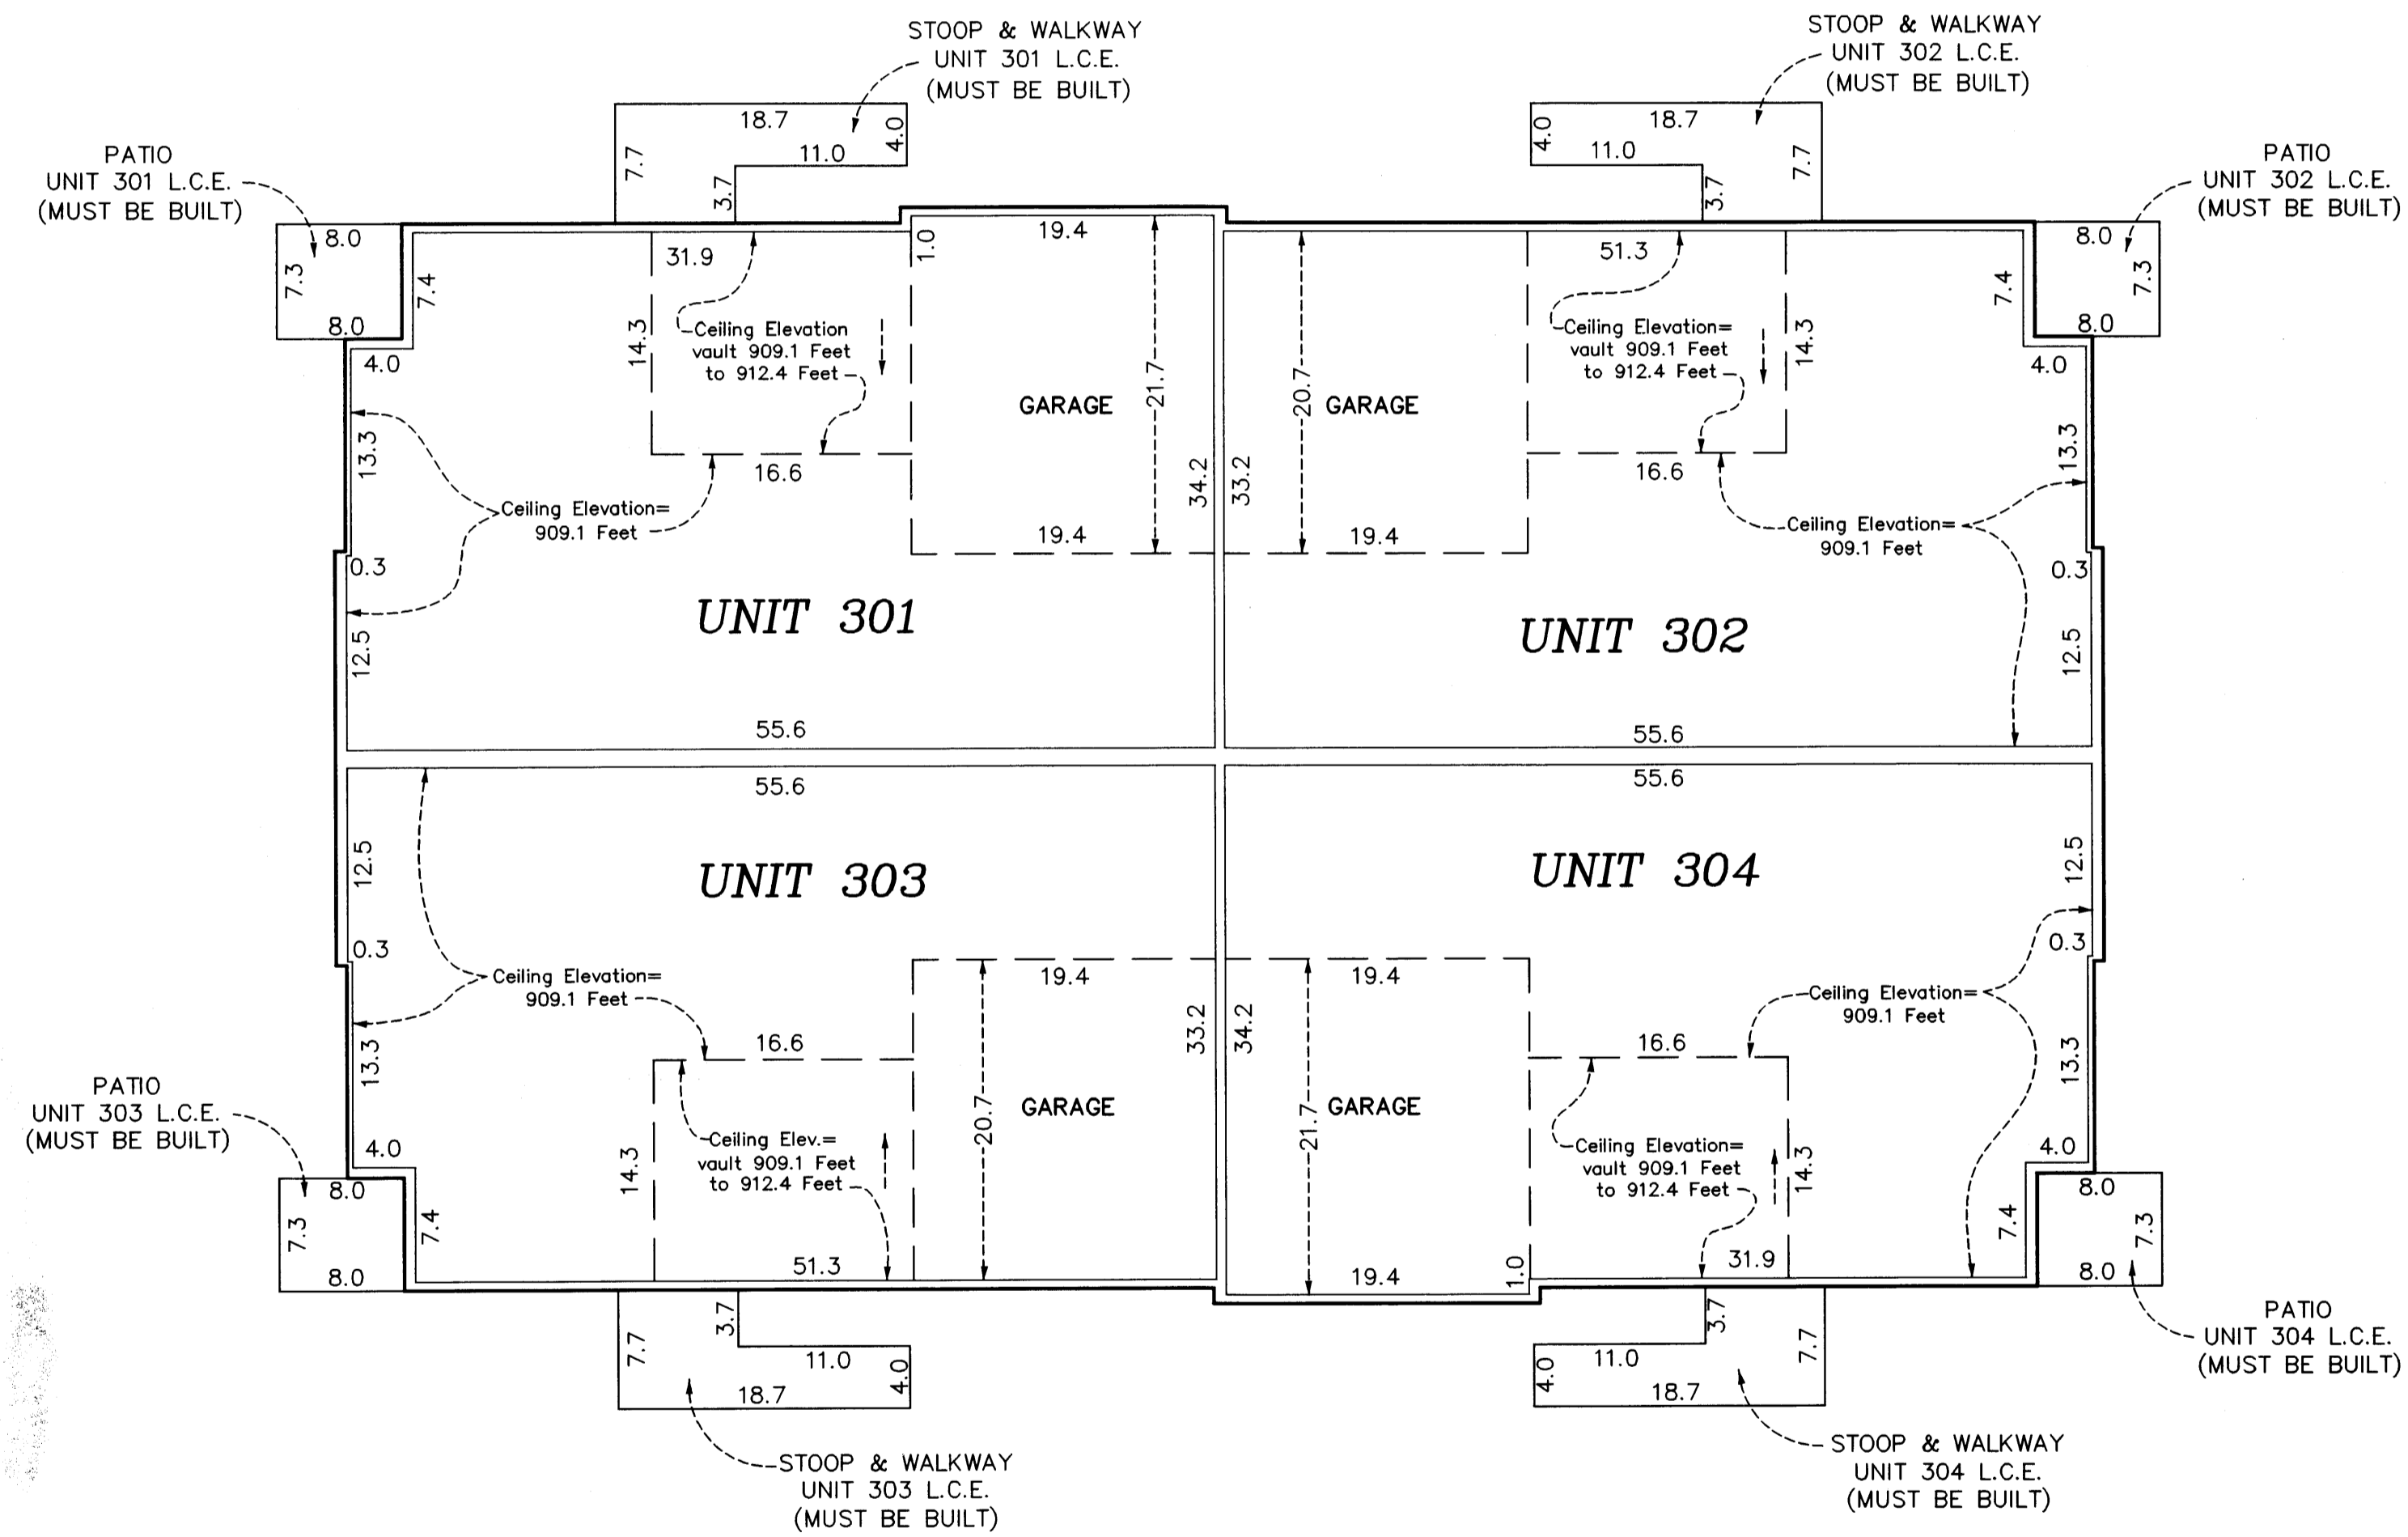 STOOP & WALKWAY
UNIT 301 L.C.E.
(MUST BE BUILT)
STOOP & WALKWAY
UNIT 302 L.C.E.
(MUST BE BUILT)
PATIO
UNIT 301 L.C.E.
(MUST BE BUILT)
PATIO
UNIT 302 L.C.E.
(MUST BE BUILT)
18.7
4.0
11.0
7.7
3.7
4.0
18.7
11.0
7.7
3.7
8.0
7.3
8.0
8.0
7.3
8.0
7.4
31.9
1.0
19.4
51.3
7.4
4.0
14.3
Ceiling Elevation
vault 909.1 Feet
to 912.4 Feet
21.7
GARAGE
20.7
GARAGE
Ceiling Elevation=
vault 909.1 Feet
to 912.4 Feet
14.3
4.0
13.3
16.6
34.2
33.2
16.6
13.3
Ceiling Elevation=
909.1 Feet
19.4
19.4
Ceiling Elevation=
909.1 Feet
0.3
0.3
UNIT 301
UNIT 302
12.5
12.5
55.6
55.6
55.6
55.6
UNIT 303
UNIT 304
12.5
12.5
0.3
0.3
Ceiling Elevation=
909.1 Feet
19.4
19.4
Ceiling Elevation=
909.1 Feet
13.3
16.6
33.2
34.2
16.6
13.3
PATIO
UNIT 303 L.C.E.
(MUST BE BUILT)
4.0
14.3
Ceiling Elev.=
vault 909.1 Feet
to 912.4 Feet
20.7
GARAGE
21.7
GARAGE
Ceiling Elevation=
vault 909.1 Feet
to 912.4 Feet
14.3
4.0
8.0
7.3
8.0
7.4
51.3
19.4
1.0
31.9
7.4
8.0
7.3
8.0
PATIO
UNIT 304 L.C.E.
(MUST BE BUILT)
7.7
3.7
11.0
4.0
18.7
3.7
7.7
11.0
4.0
18.7
STOOP & WALKWAY
UNIT 303 L.C.E.
(MUST BE BUILT)
STOOP & WALKWAY
UNIT 304 L.C.E.
(MUST BE BUILT)